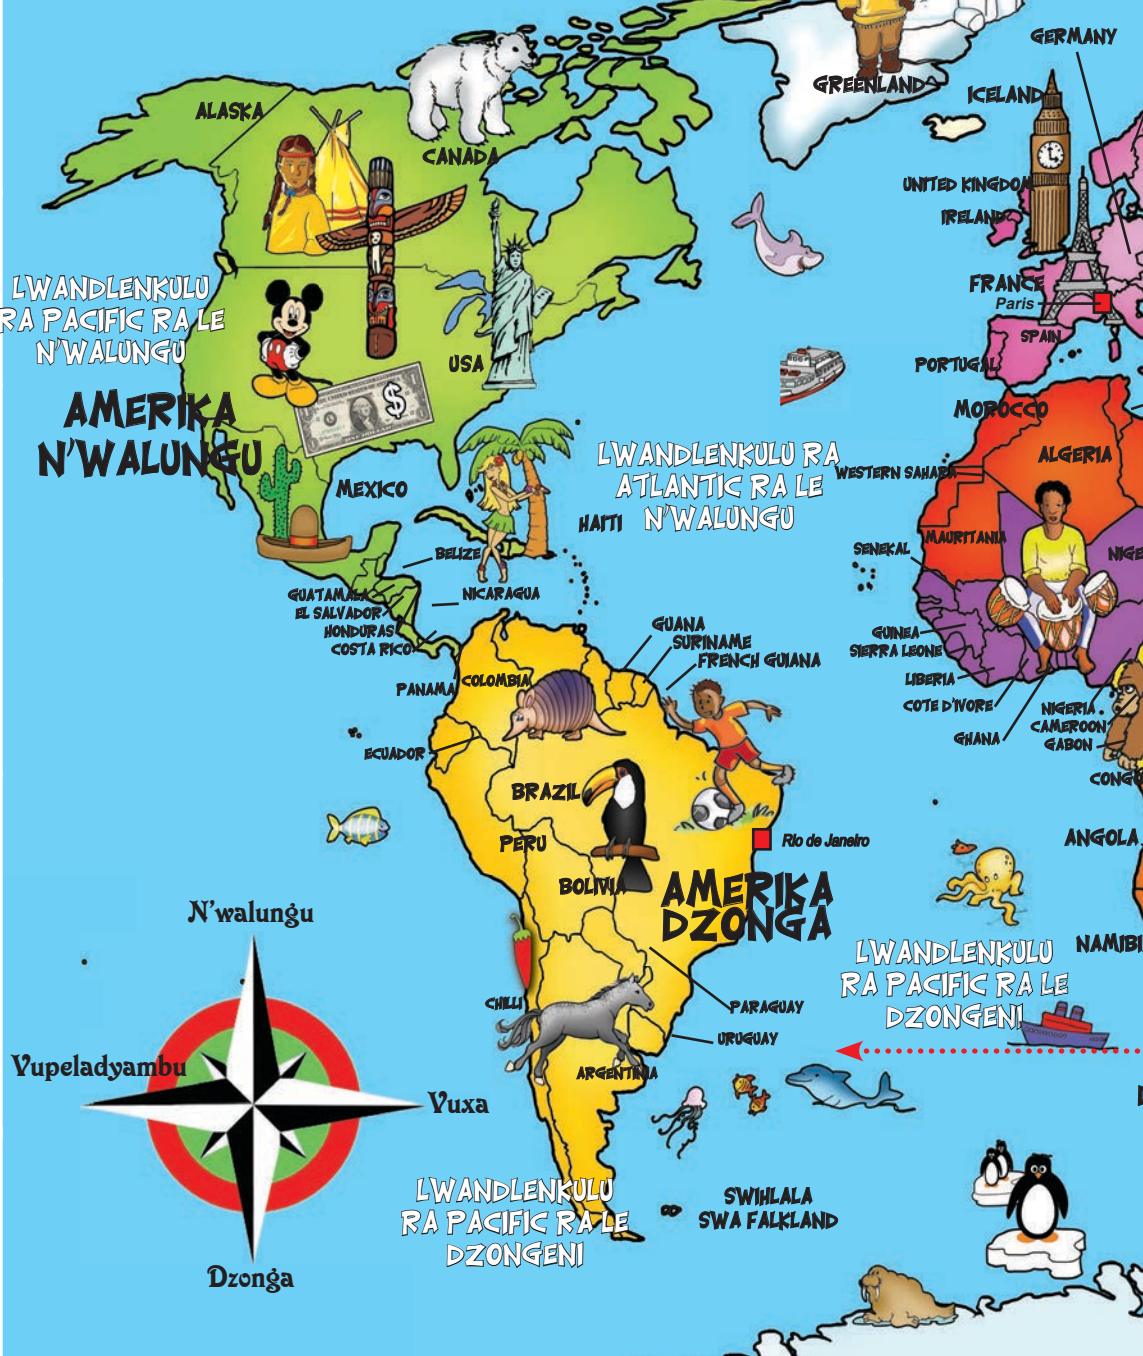 GERMANY
GREENLAND
ICELAND
ALASKA
CANADA
UNITED KINGDOM
IRELAND
LWANDLENKULU
RA PACIFIC RA LE
N'WALUNGU
FRANCE
Paris
SPAIN
USA
PORTUGAL
$
AMERIKA
N'WALUNGU
MOROCCO
LWANDLENKULU RA
ATLANTIC RA LE
N'WALUNGU
ALGERIA
WESTERN SAHARA
MEXICO
HAITI
MAURITANIA
SENEKAL
NIGE
BELIZE
GUATAMALA
NICARAGUA
EL SALVADOR
HONDURAS
COSTA RICO
GUANA
SURINAME
FRENCH GUIANA
GUINEA
SIERRA LEONE
LIBERIA
PANAMA
COLOMBIA
COTE D'IVORE
NIGERIA
CAMEROON
GHANA
GABON
ECUADOR
CONGO
BRAZIL
PERU
Rio de Janeiro
ANGOLA
BOLIVIA
AMERIKA
DZONGA
N'walungu
LWANDLENKULU
RA PACIFIC RA LE
DZONGENI
NAMIBI
CHILLI
PARAGUAY
URUGUAY
Vupeladyambu
ARGENTINIA
Vuxa
LWANDLENKULU
RA PACIFIC RA LE
DZONGENI
SWIHLALA
SWA FALKLAND
Dzonga